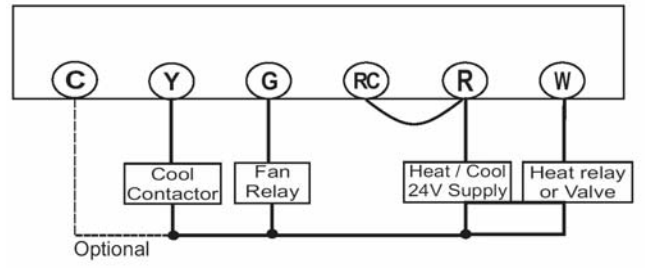 C Y G RC R W
Cool
Contactor
Fan
Relay
Heat / Cool
24V Supply
Heat relay
or Valve
Optional